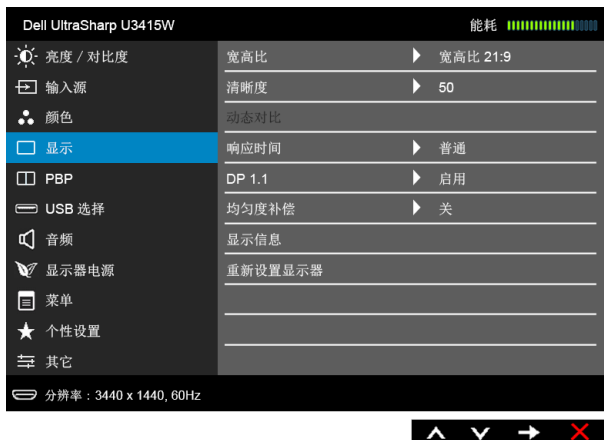 Dell UltraSharp U3415W 能耗
亮度 / 对比度 宽高比 宽高比 21:9
输入源 清晰度 50
颜色 动态对比
显示 响应时间 普通
PBP DP 1.1 启用
USB 选择 均匀度补偿 关
音频 显示信息
显示器电源 重新设置显示器
菜单
个性设置
其它
分辨率：3440 x 1440, 60Hz